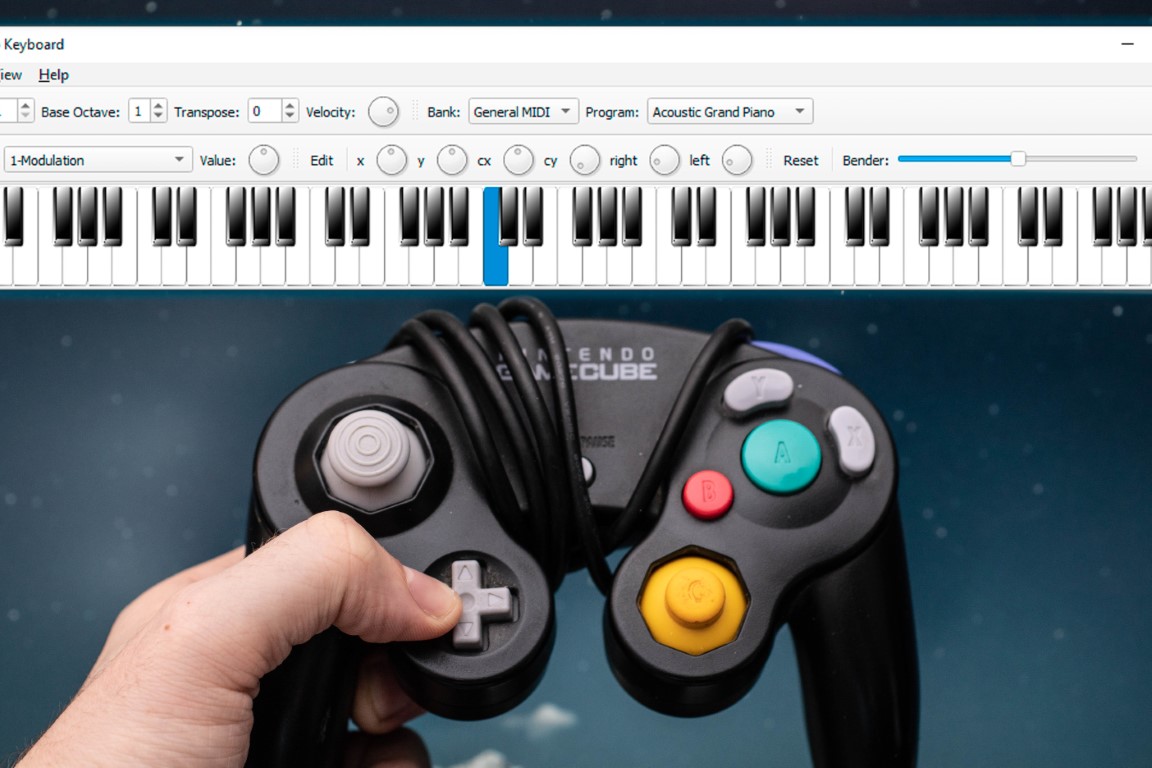 Keyboard
iew Help
Base Octave: 1 Transpose: 0 Velocity: Bank: General MIDI Program: Acoustic Grand Piano
1-Modulation Value: Edit x y cx cy right left Reset Bender:
NINTENDO
GAMECUBE
PAUSE
Y
X
A
B
C